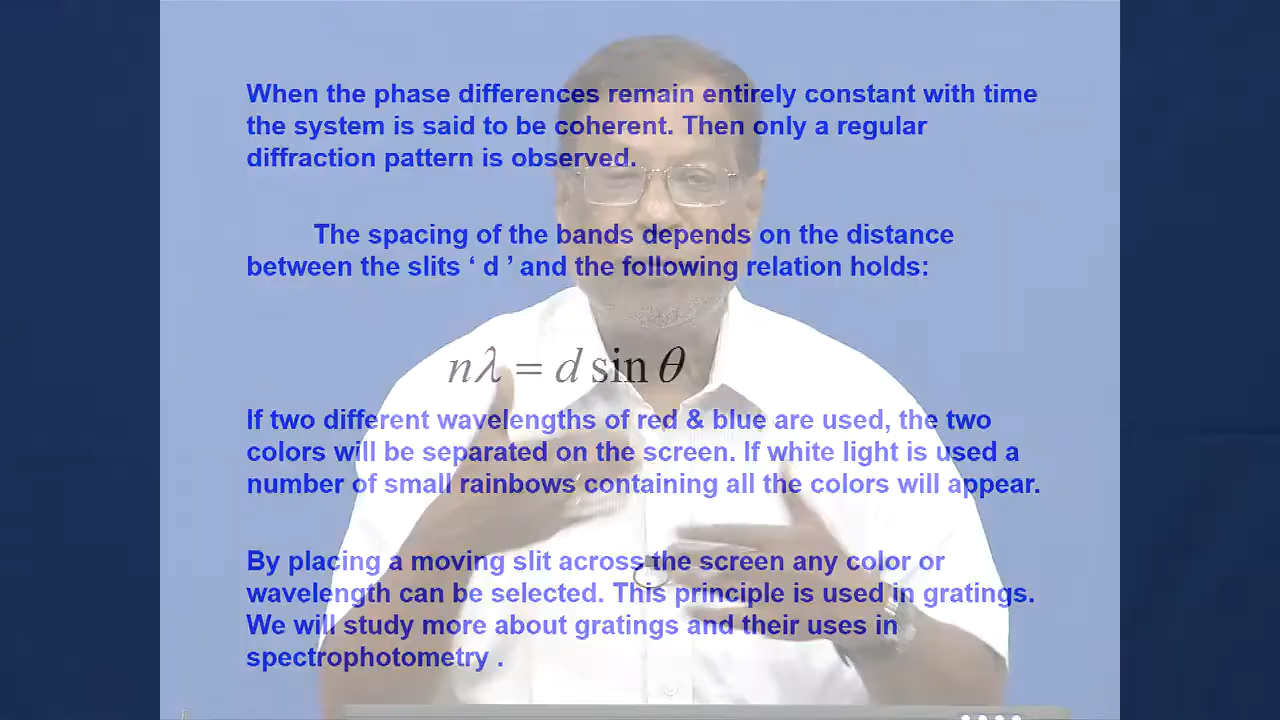 When the phase differences remain entirely constant with time
the system is said to be coherent. Then only a regular
diffraction pattern is observed.
The spacing of the bands depends on the distance
between the slits ‘ d ’ and the following relation holds:
nλ = d sin θ
If two different wavelengths of red & blue are used, the two
colors will be separated on the screen. If white light is used a
number of small rainbows containing all the colors will appear.
By placing a moving slit across the screen any color or
wavelength can be selected. This principle is used in gratings.
We will study more about gratings and their uses in
spectrophotometry .